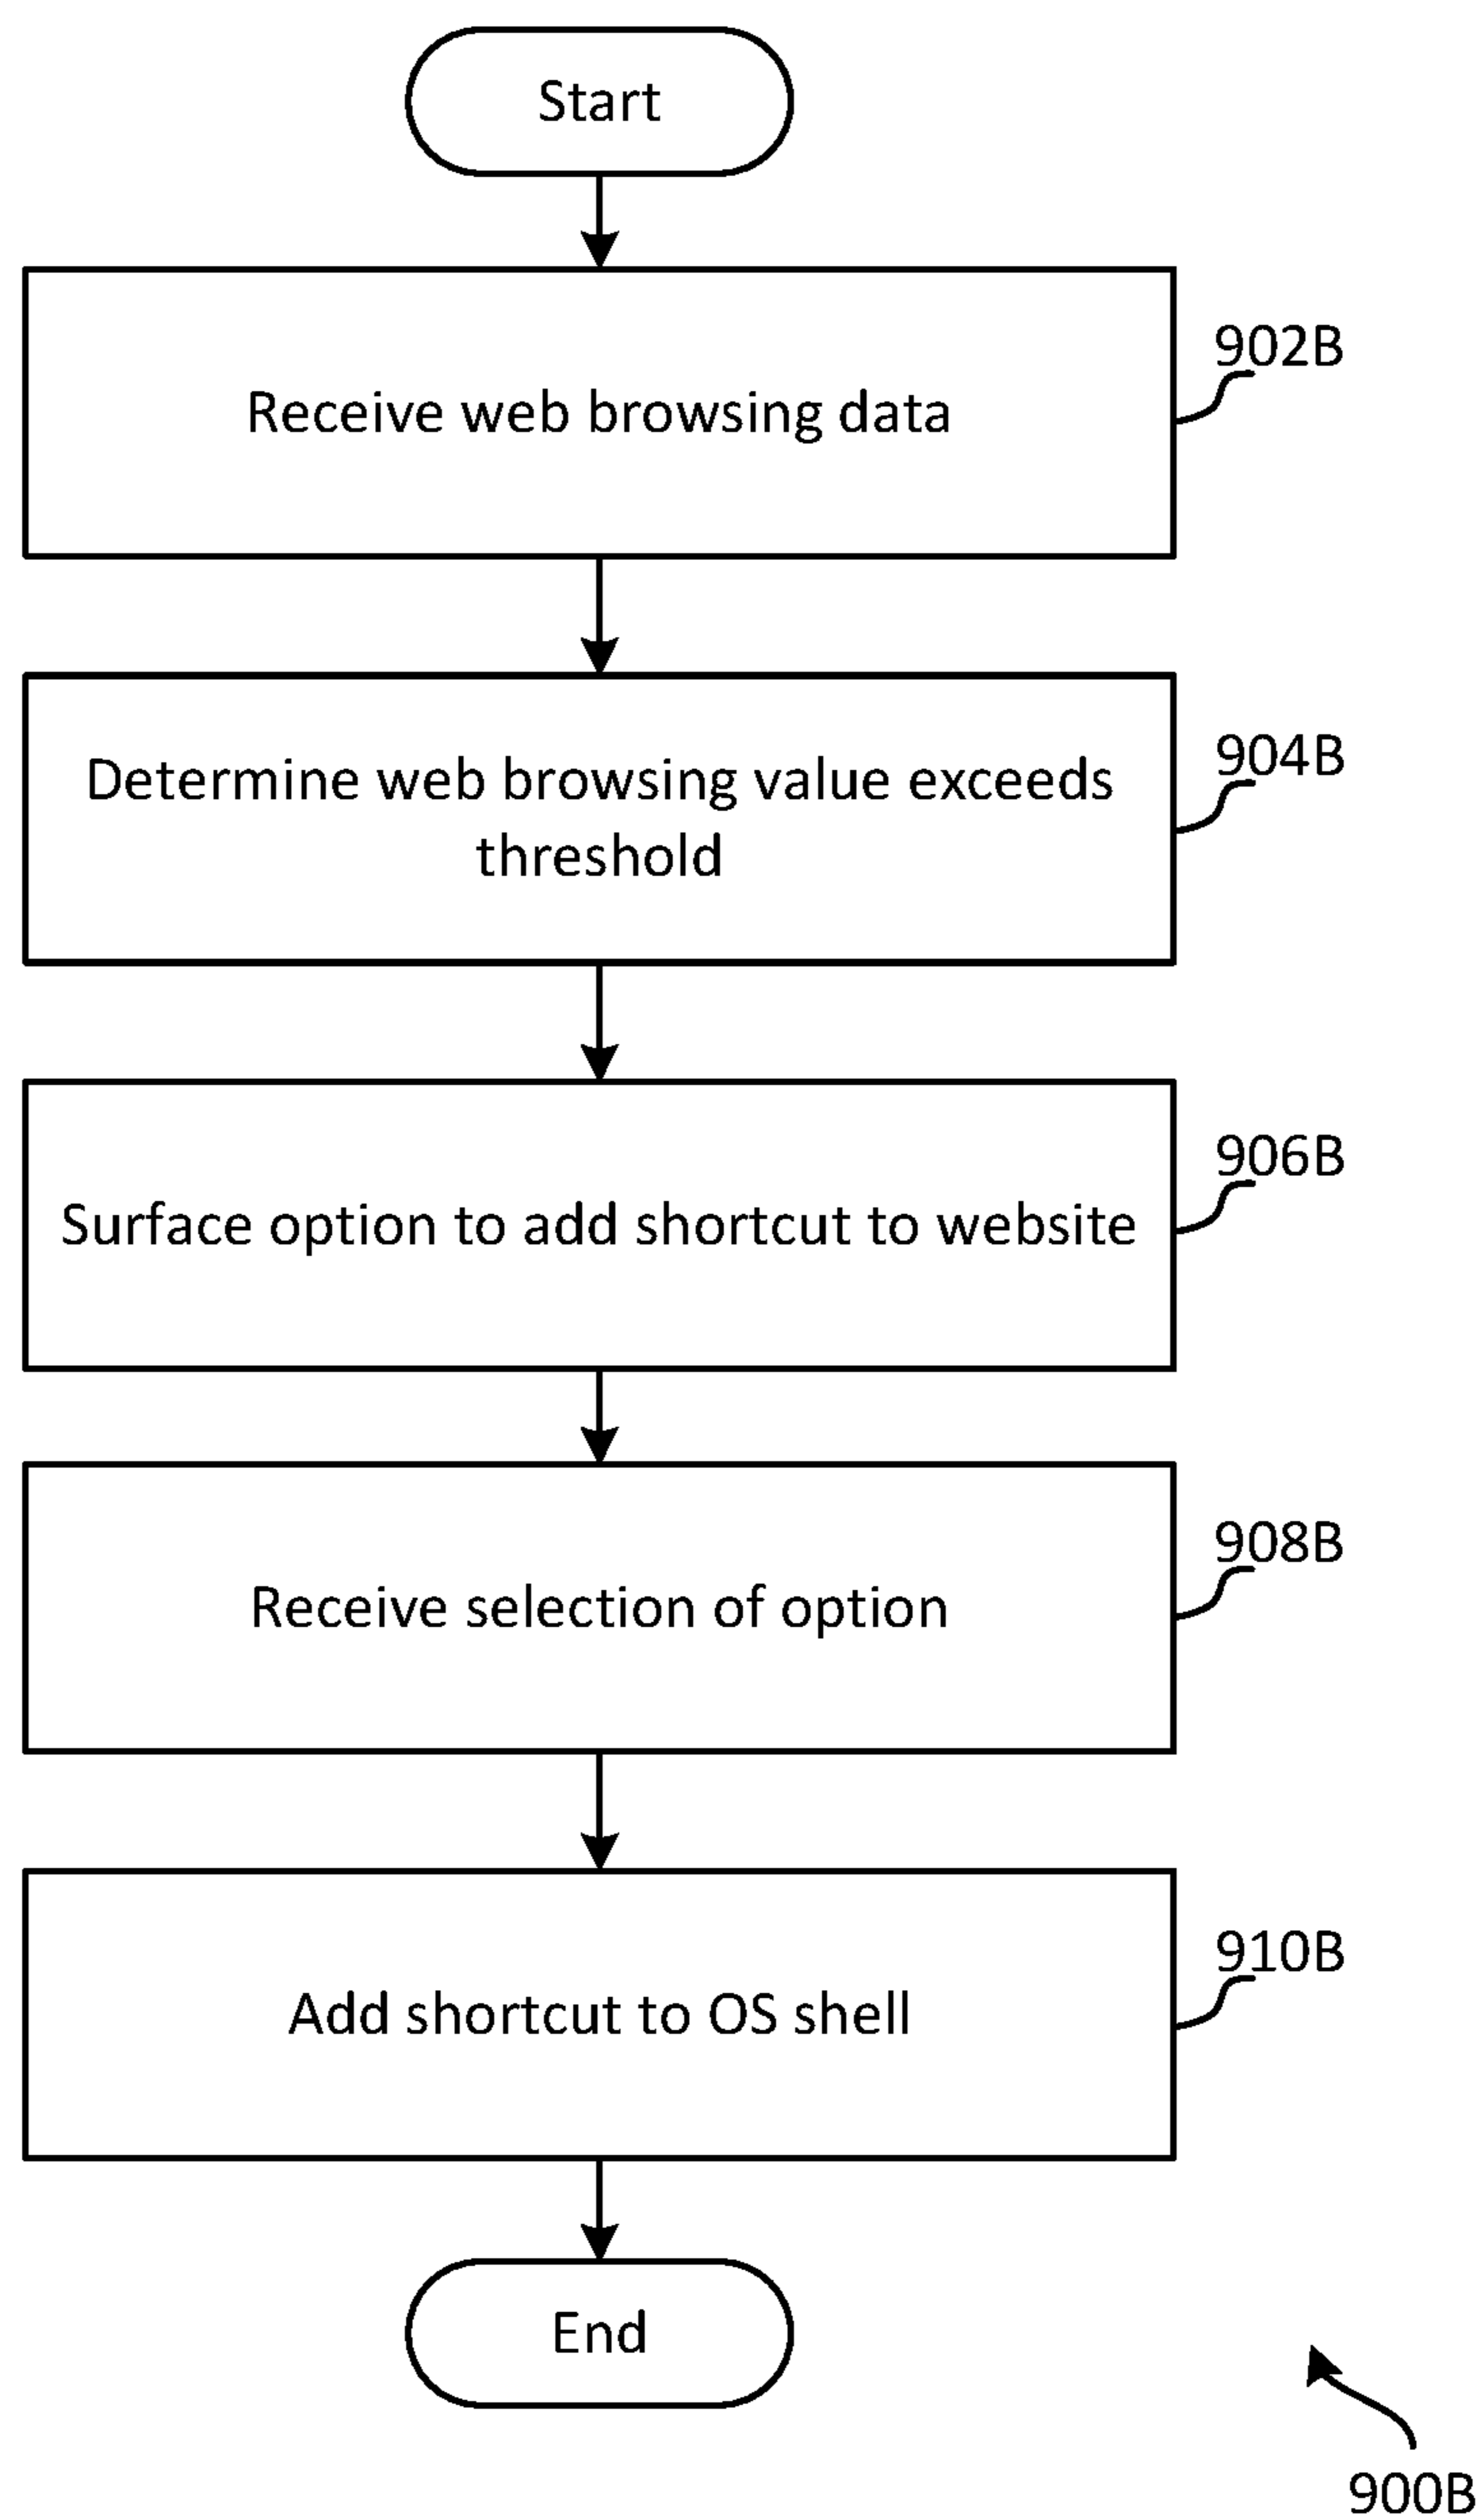 Start
Receive web browsing data
902B
Determine web browsing value exceeds
threshold
904B
Surface option to add shortcut to website
906B
Receive selection of option
908B
Add shortcut to OS shell
910B
End
900B